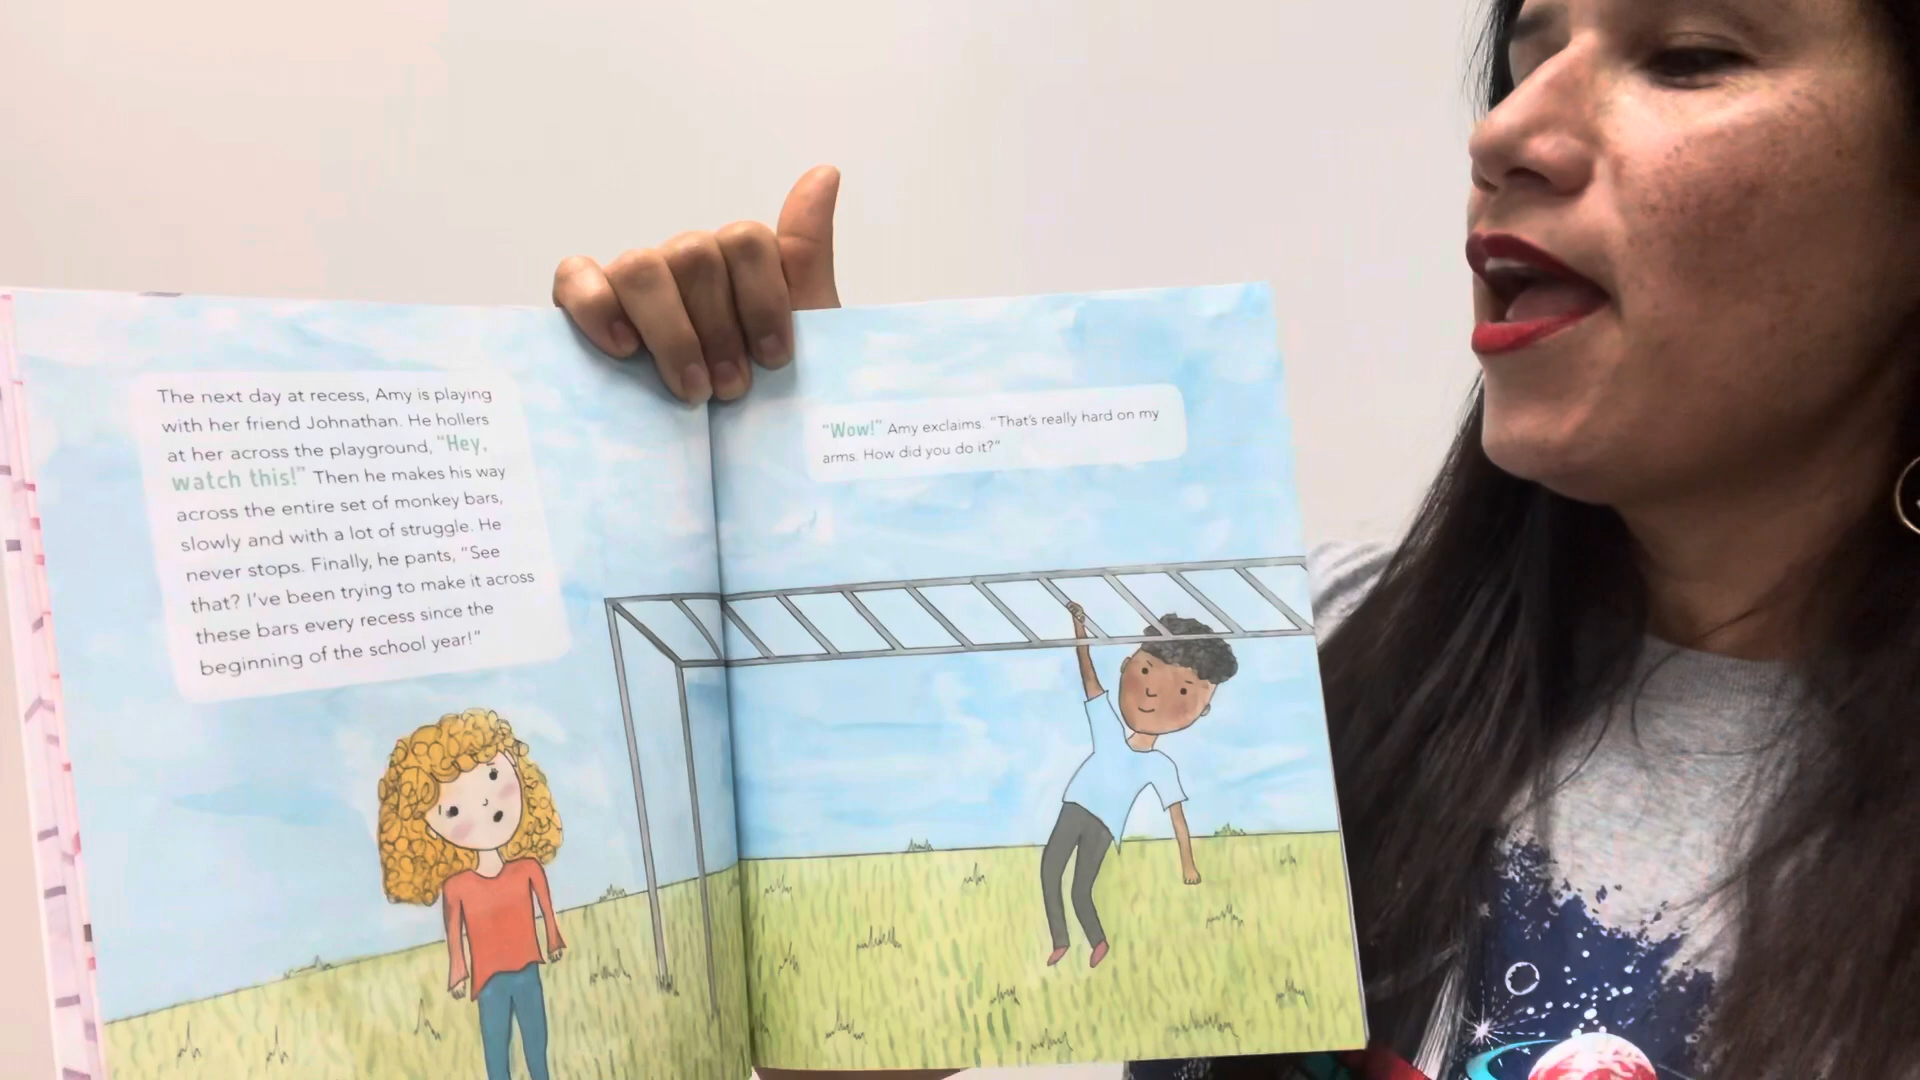 The next day at recess, Amy is playing
with her friend Johnathan. He hollers
at her across the playground, "Hey,
watch this!" Then he makes his way
across the entire set of monkey bars,
slowly and with a lot of struggle. He
never stops. Finally, he pants, "See
that? I've been trying to make it across
these bars every recess since the
beginning of the school year!"
"Wow!" Amy exclaims. "That's really hard on my
arms. How did you do it?"